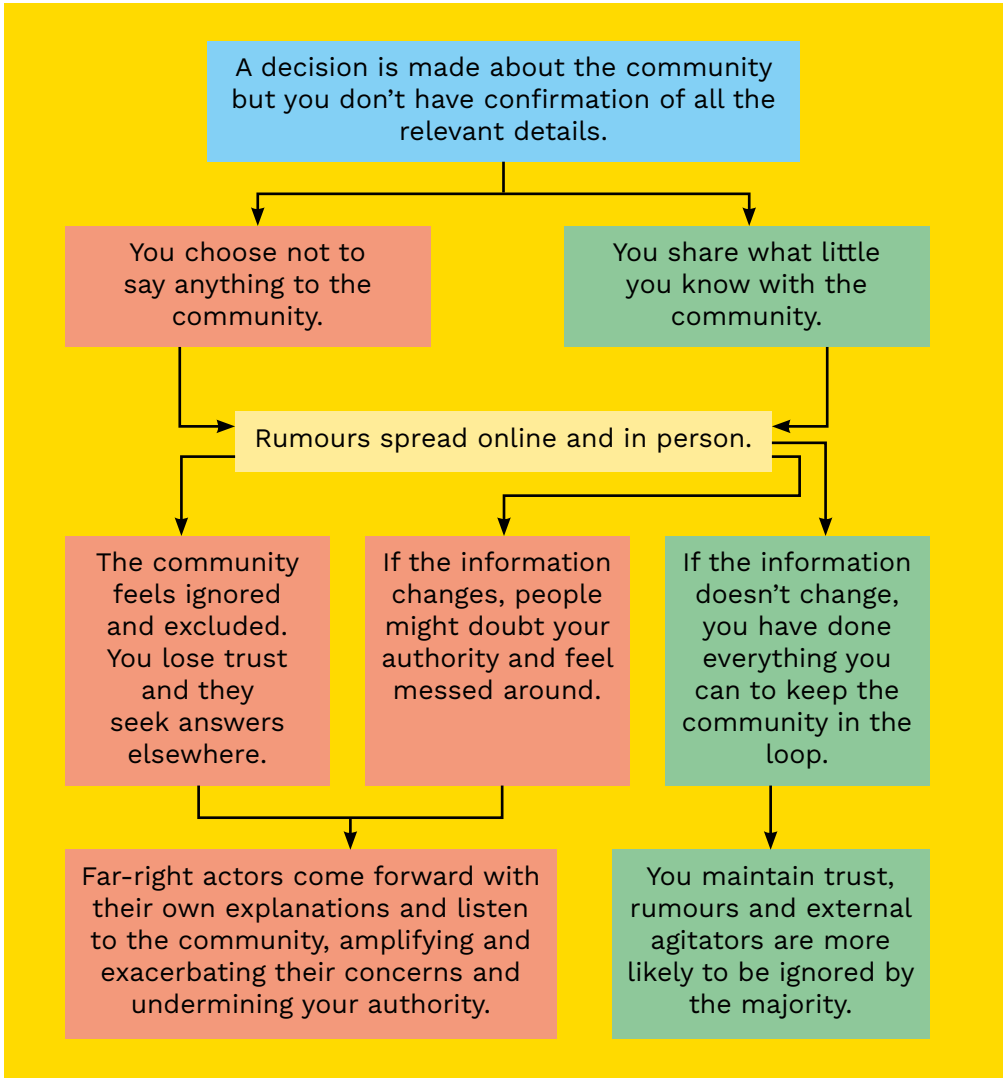 A decision is made about the community
but you don’t have confirmation of all the
relevant details.
You choose not to
say anything to the
community.
You share what little
you know with the
community.
Rumours spread online and in person.
The community
feels ignored
and excluded.
You lose trust
and they
seek answers
elsewhere.
If the information
changes, people
might doubt your
authority and feel
messed around.
If the information
doesn’t change,
you have done
everything you
can to keep the
community in the
loop.
Far-right actors come forward with
their own explanations and listen
to the community, amplifying and
exacerbating their concerns and
undermining your authority.
You maintain trust,
rumours and external
agitators are more
likely to be ignored by
the majority.